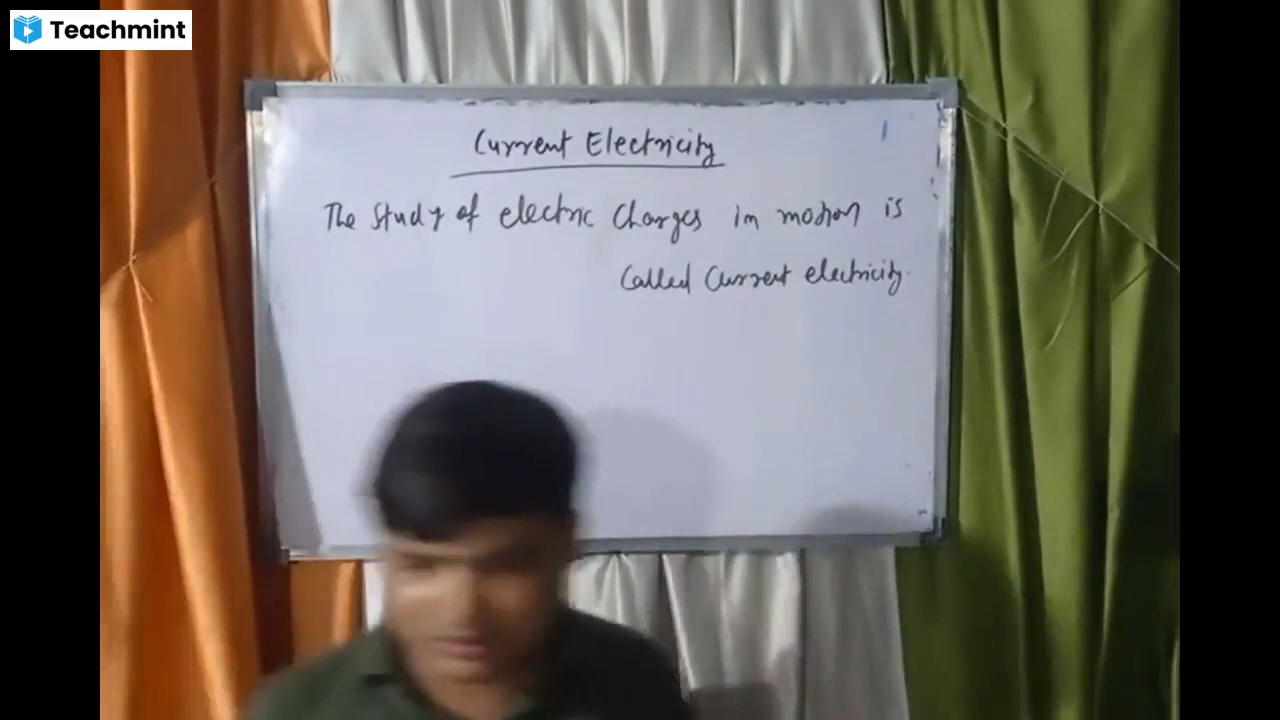 Teachmint
Current Electricity
The study of electric charges in motion is
called current electricity.